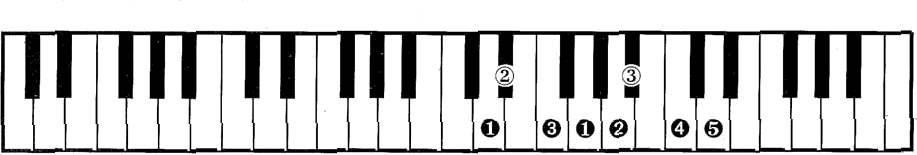 ② ③
❶ ❸ ❶ ❷ ❹ ❺